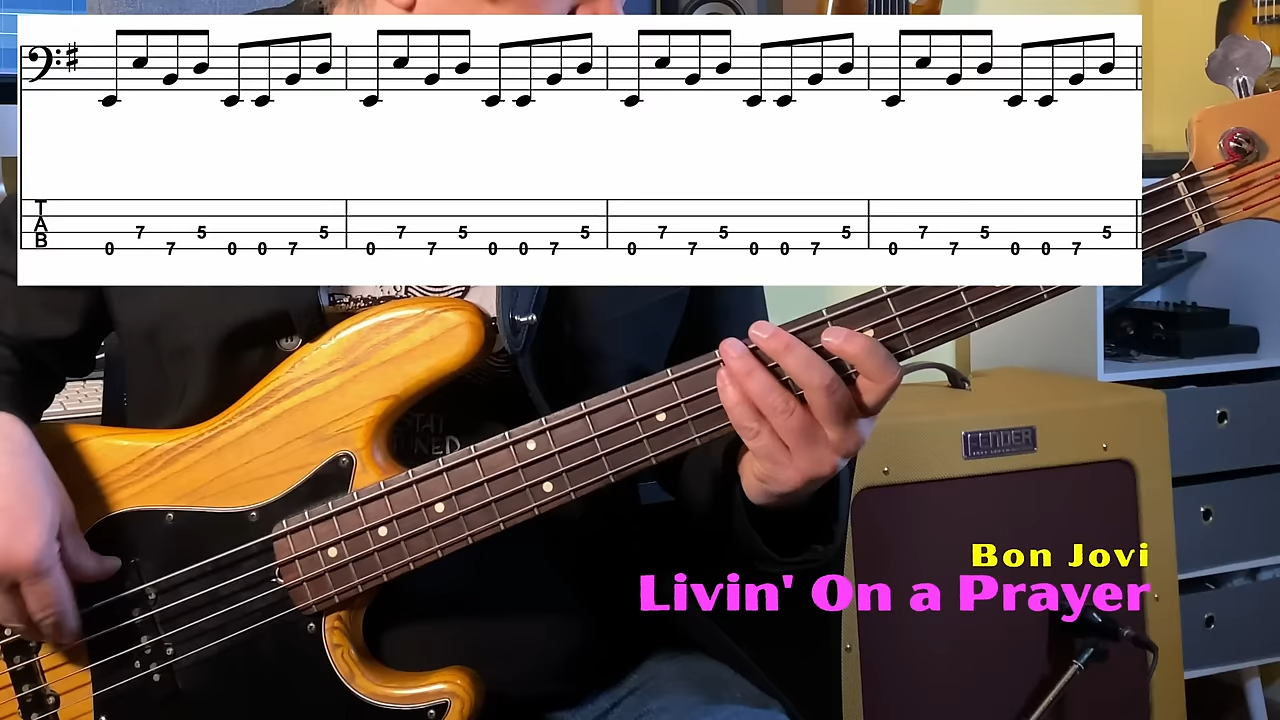 T
A
B
7 5 5 7 5 5 7 5 5 7 5 5
0 7 0 0 7 0 7 0 0 7 0 7 0 0 7 0 7 0 0 7
STAY
TUNED
FENDER
Bon Jovi
Livin' On a Prayer